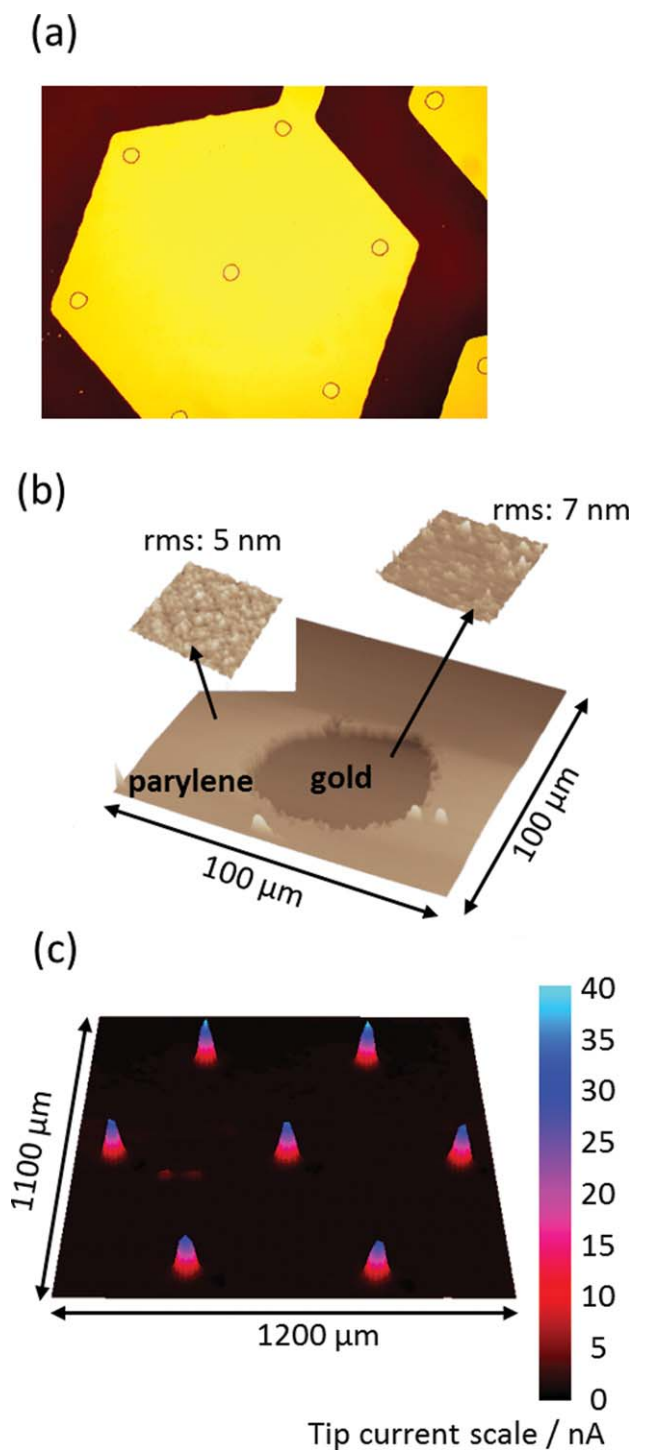 (a)
(b)
rms: 5 nm
rms: 7 nm
parylene
gold
100 µm
100 µm
(c)
1100 µm
1200 µm
40
35
30
25
20
15
10
5
0
Tip current scale / nA